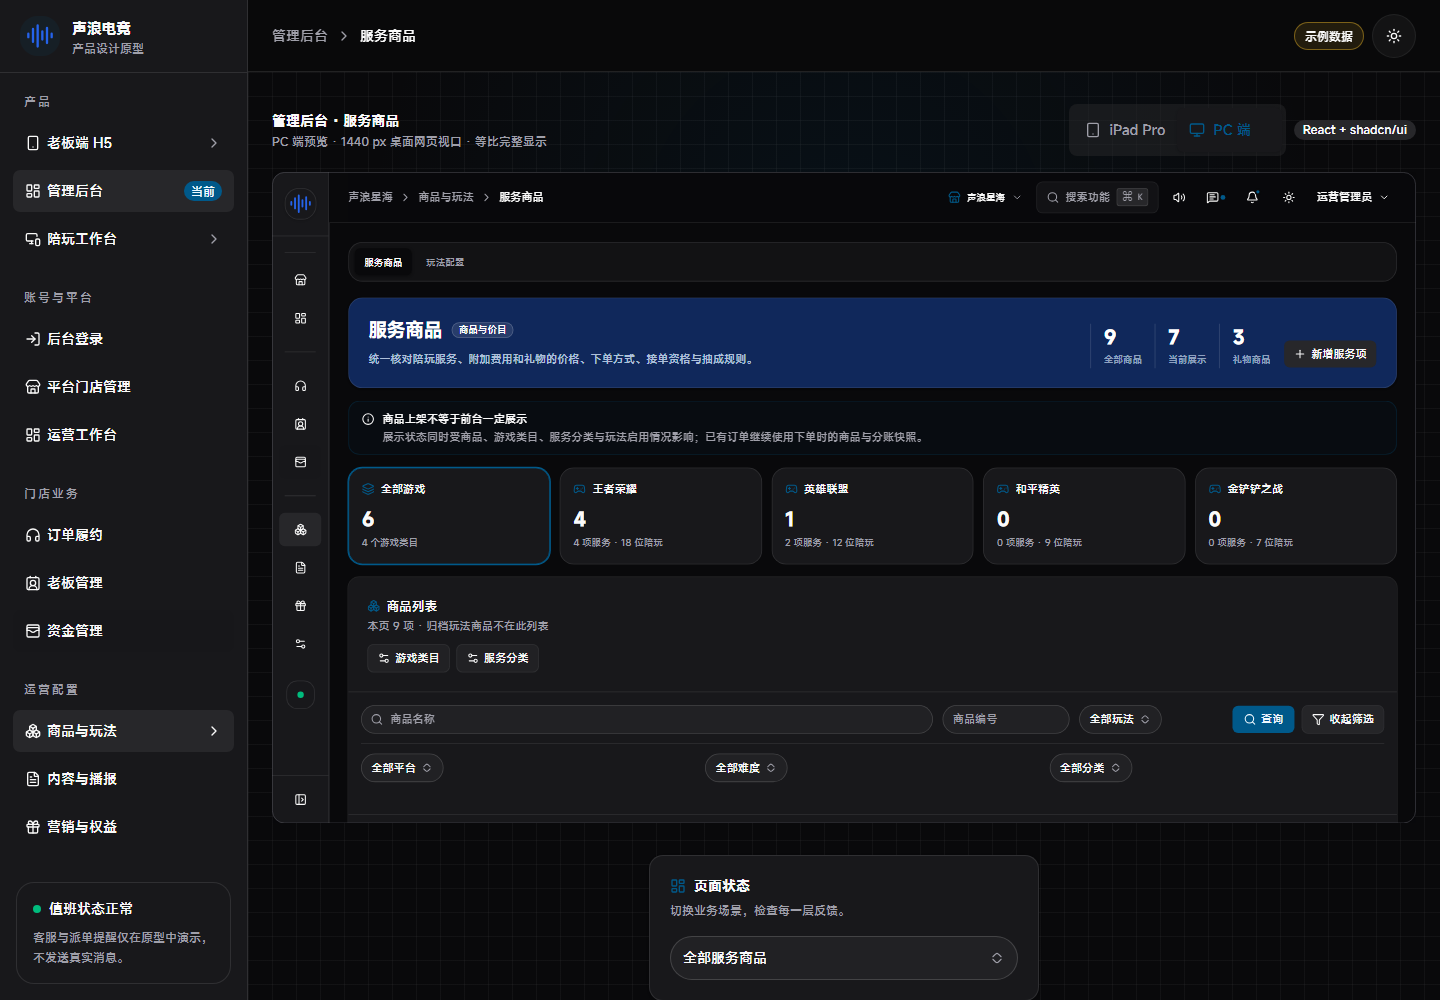 声浪电竞
产品设计原型
产品
老板端 H5
管理后台
当前
陪玩工作台
账号与平台
后台登录
平台门店管理
运营工作台
门店业务
订单履约
老板管理
资金管理
运营配置
商品与玩法
内容与播报
营销与权益
值班状态正常
客服与派单提醒仅在原型中演示，
不发送真实消息。
管理后台 > 服务商品
示例数据
管理后台 · 服务商品
PC 端预览 · 1440 px 桌面网页视口 · 等比完整显示
iPad Pro
PC 端
React + shadcn/ui
声浪星海 > 商品与玩法 > 服务商品
声浪星海
搜索功能
⌘ K
运营管理员
服务商品
玩法配置
服务商品
商品与价目
统一核对陪玩服务、附加费用和礼物的价格、下单方式、接单资格与抽成规则。
9
全部商品
7
当前展示
3
礼物商品
新增服务项
商品上架不等于前台一定展示
展示状态同时受商品、游戏类目、服务分类与玩法启用情况影响；已有订单继续使用下单时的商品与分账快照。
全部游戏
6
4 个游戏类目
王者荣耀
4
4 项服务 · 18 位陪玩
英雄联盟
1
2 项服务 · 12 位陪玩
和平精英
0
0 项服务 · 9 位陪玩
金铲铲之战
0
0 项服务 · 7 位陪玩
商品列表
本页 9 项 · 归档玩法商品不在此列表
游戏类目
服务分类
商品名称
商品编号
全部玩法
查询
收起筛选
全部平台
全部难度
全部分类
页面状态
切换业务场景，检查每一层反馈。
全部服务商品